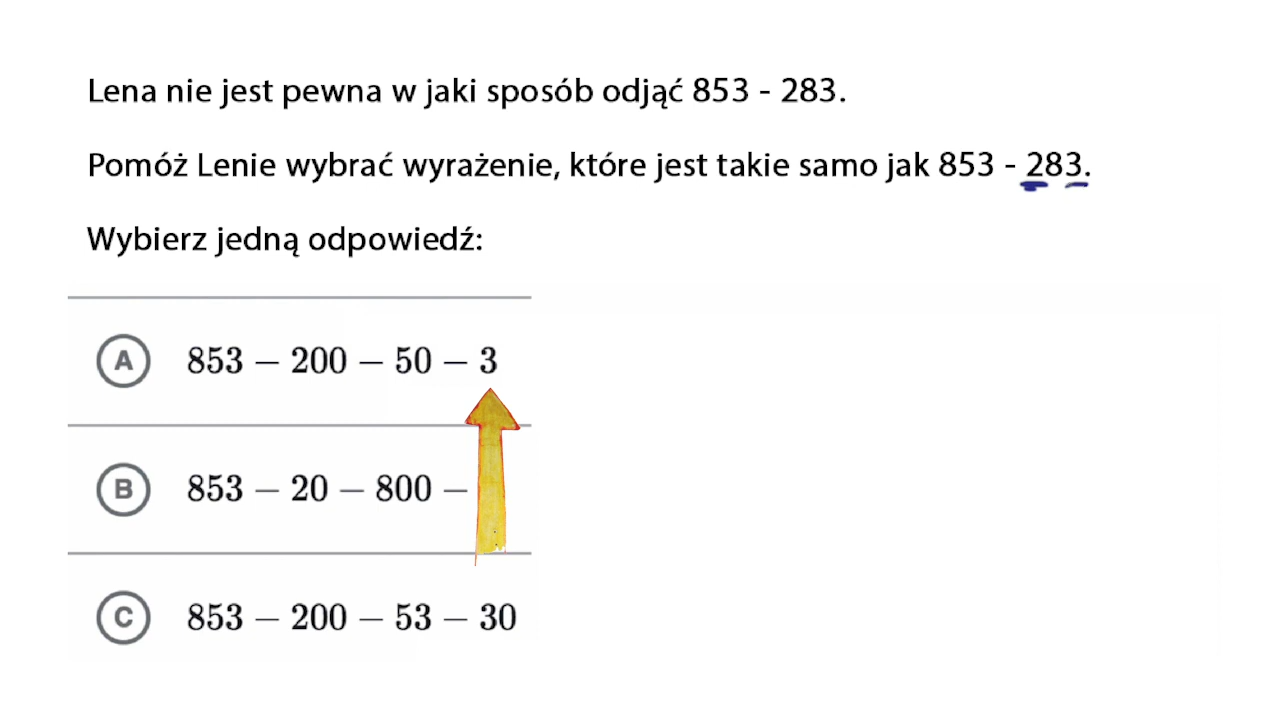 Lena nie jest pewna w jaki sposób odjąć 853 - 283.
Pomóż Lenie wybrać wyrażenie, które jest takie samo jak 853 - 283.
Wybierz jedną odpowiedź:
A 853 − 200 − 50 − 3
B 853 − 20 − 800 −
C 853 − 200 − 53 − 30